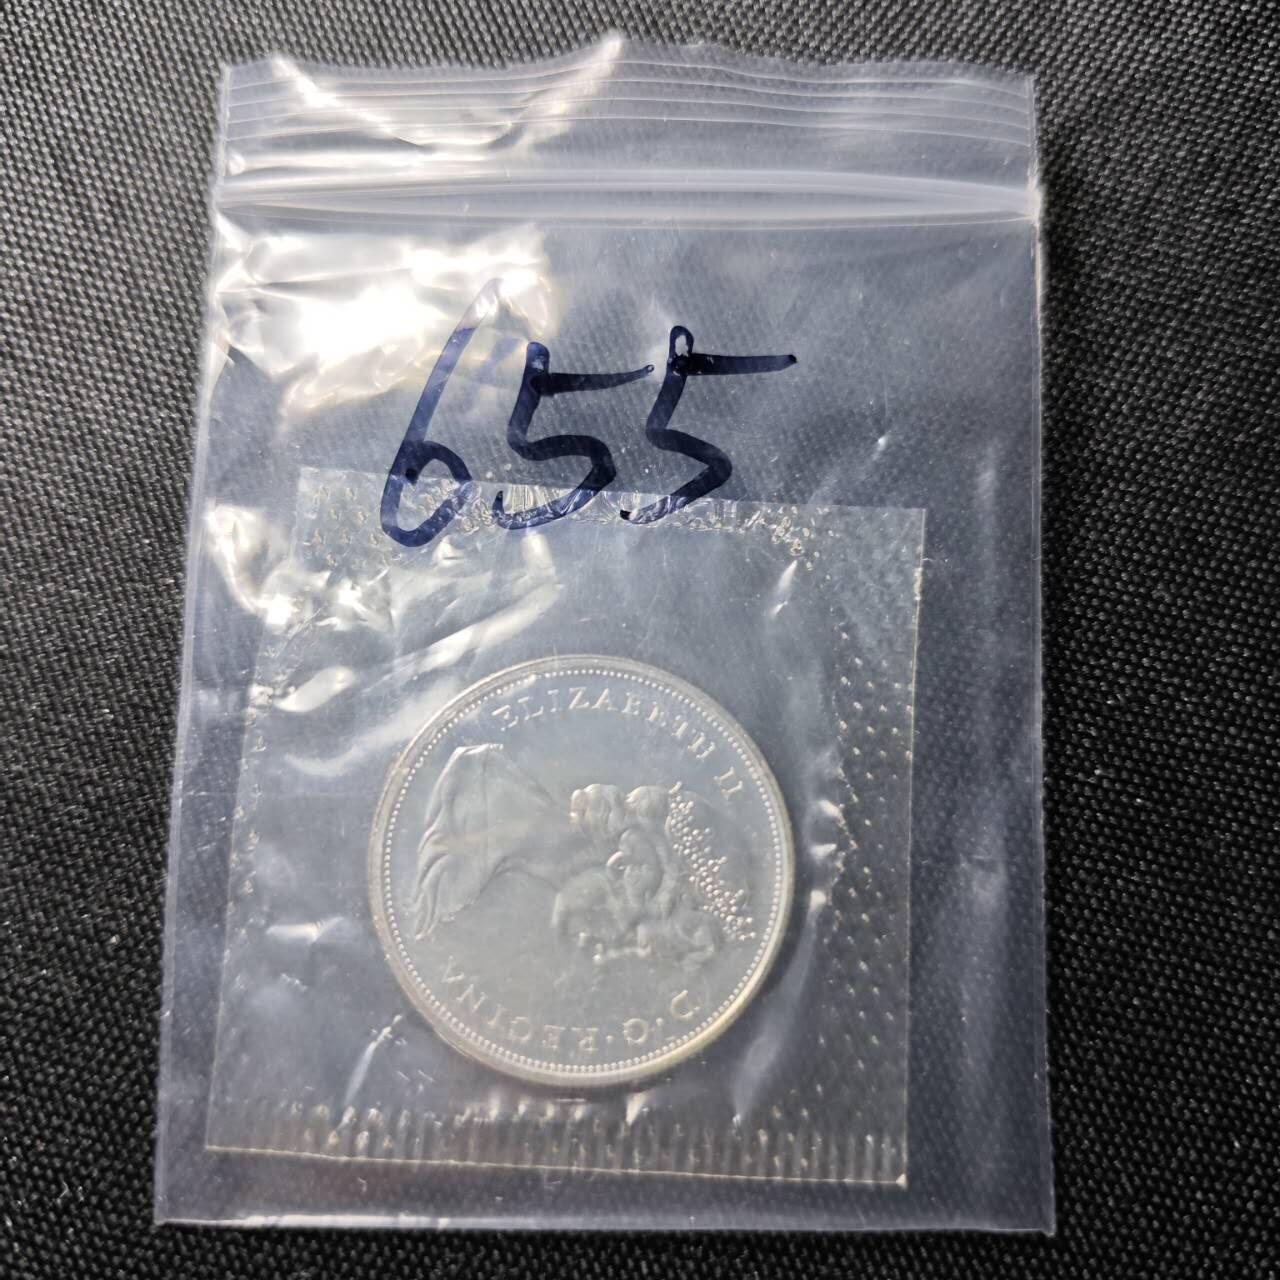 655
ELIZABETH II
D·G·REGINA